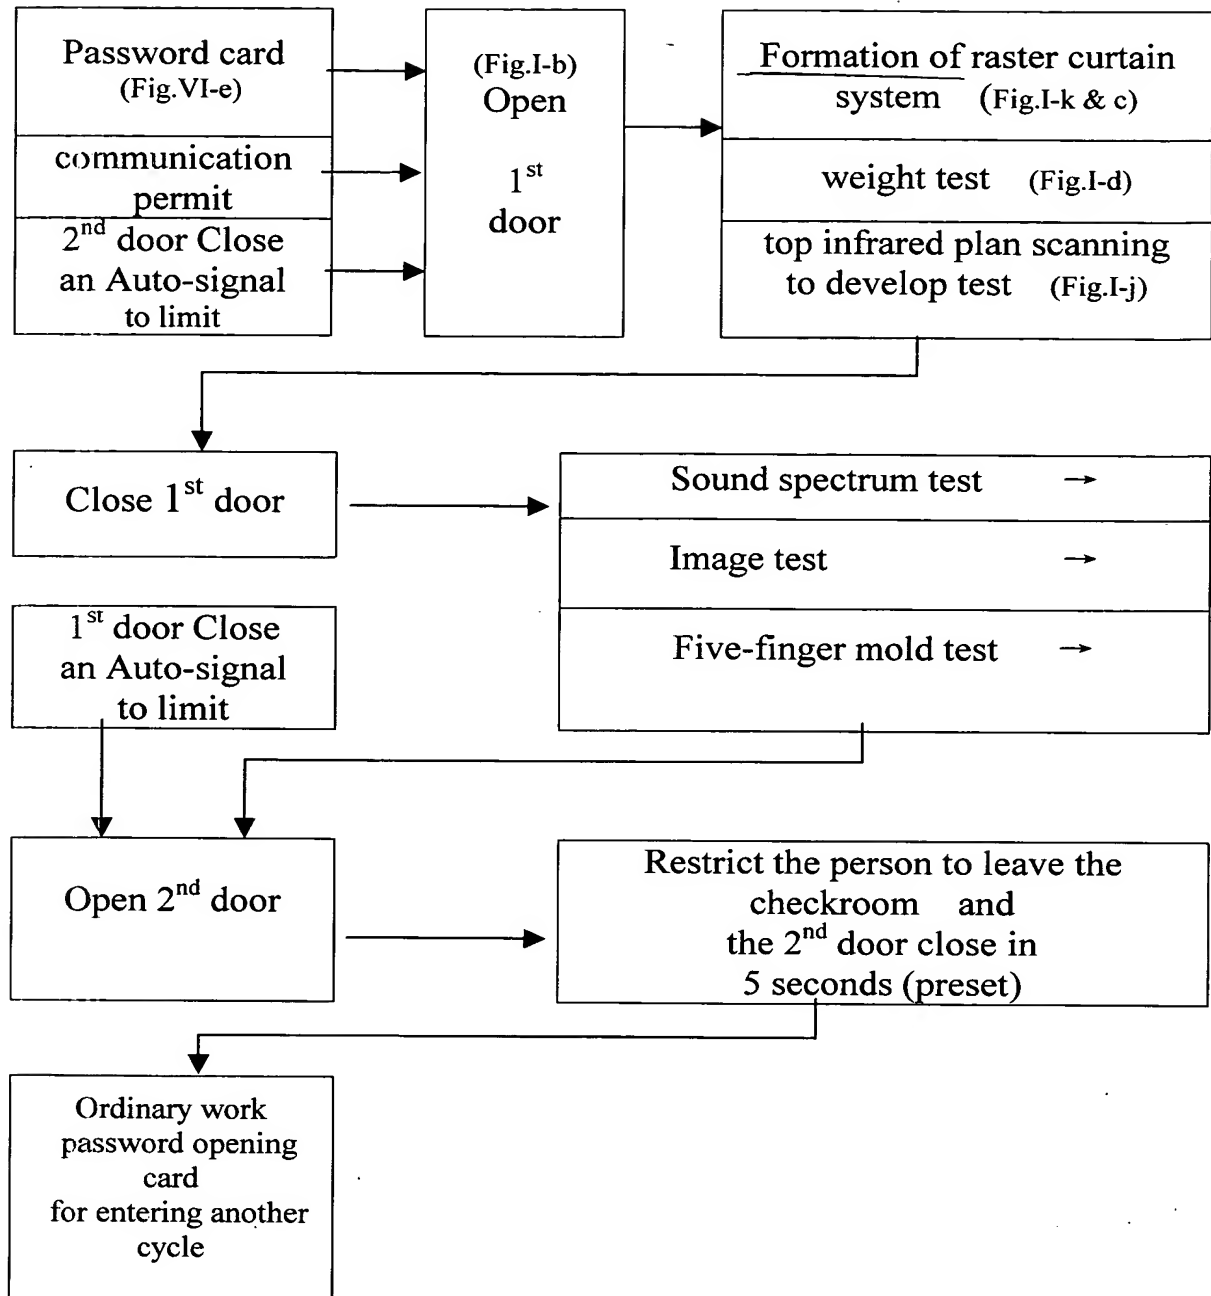 Password card
(Fig.VI-e)
communication
permit
2nd door Close
an Auto-signal
to limit
(Fig.I-b)
Open
1st
door
Formation of raster curtain
system (Fig.I-k & c)
weight test (Fig.I-d)
top infrared plan scanning
to develop test (Fig.I-j)
Close 1st door
Sound spectrum test →
Image test →
Five-finger mold test →
1st door Close
an Auto-signal
to limit
Open 2nd door
Restrict the person to leave the
checkroom and
the 2nd door close in
5 seconds (preset)
Ordinary work
password opening
card
for entering another
cycle